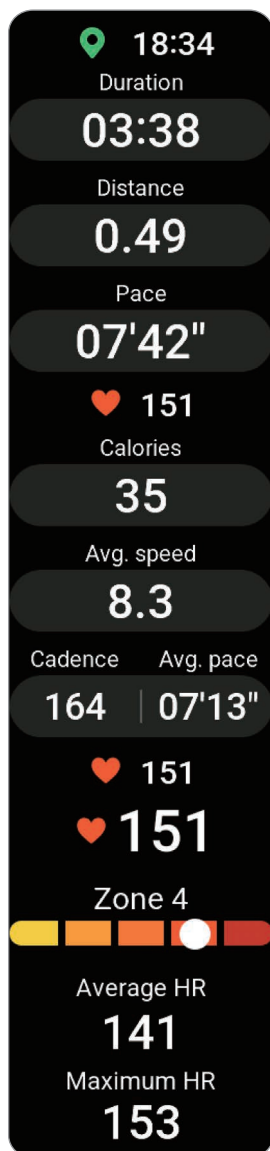 18:34
Duration
03:38
Distance
0.49
Pace
07'42"
151
Calories
35
Avg. speed
8.3
Cadence Avg. pace
164 07'13"
151
151
Zone 4
Average HR
141
Maximum HR
153